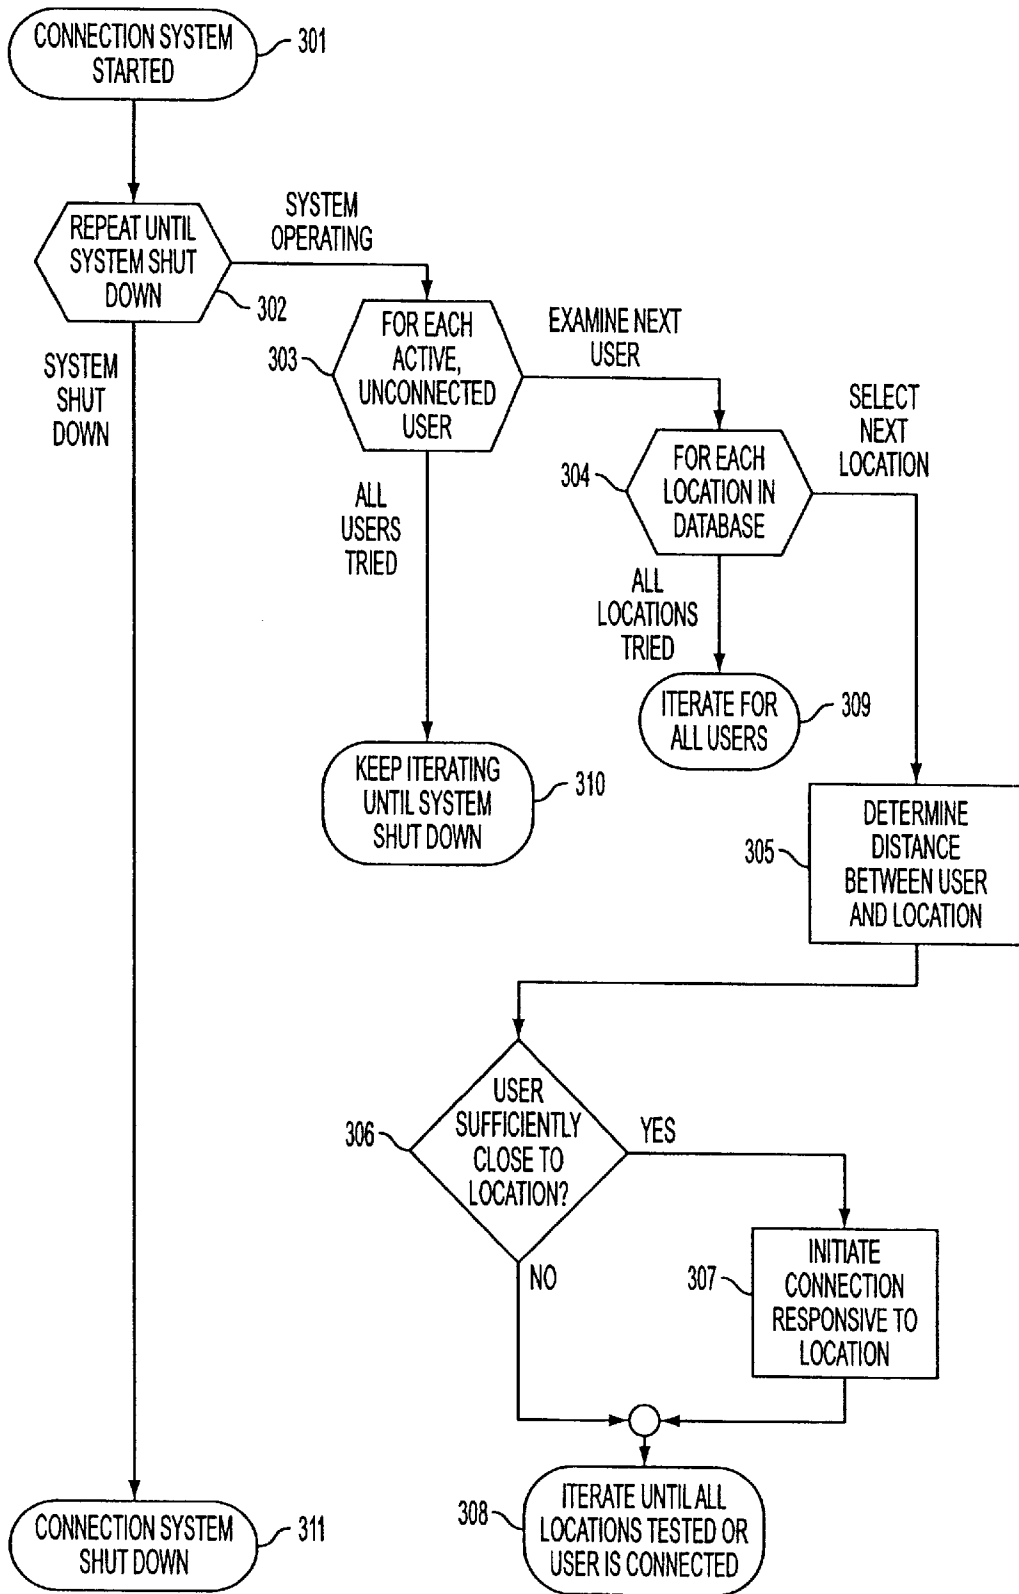 CONNECTION SYSTEM
STARTED
301
REPEAT UNTIL
SYSTEM SHUT
DOWN
302
SYSTEM
OPERATING
SYSTEM
SHUT
DOWN
303
FOR EACH
ACTIVE,
UNCONNECTED
USER
EXAMINE NEXT
USER
304
FOR EACH
LOCATION IN
DATABASE
SELECT
NEXT
LOCATION
ALL
USERS
TRIED
ALL
LOCATIONS
TRIED
ITERATE FOR
ALL USERS
309
KEEP ITERATING
UNTIL SYSTEM
SHUT DOWN
310
305
DETERMINE
DISTANCE
BETWEEN USER
AND LOCATION
306
USER
SUFFICIENTLY
CLOSE TO
LOCATION?
YES
NO
307
INITIATE
CONNECTION
RESPONSIVE TO
LOCATION
308
ITERATE UNTIL ALL
LOCATIONS TESTED OR
USER IS CONNECTED
CONNECTION SYSTEM
SHUT DOWN
311